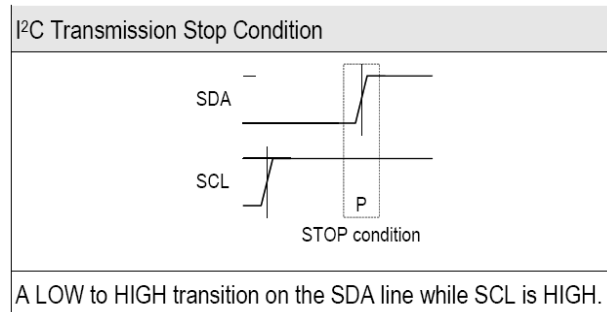 I²C Transmission Stop Condition
SDA
SCL
P
STOP condition
A LOW to HIGH transition on the SDA line while SCL is HIGH.